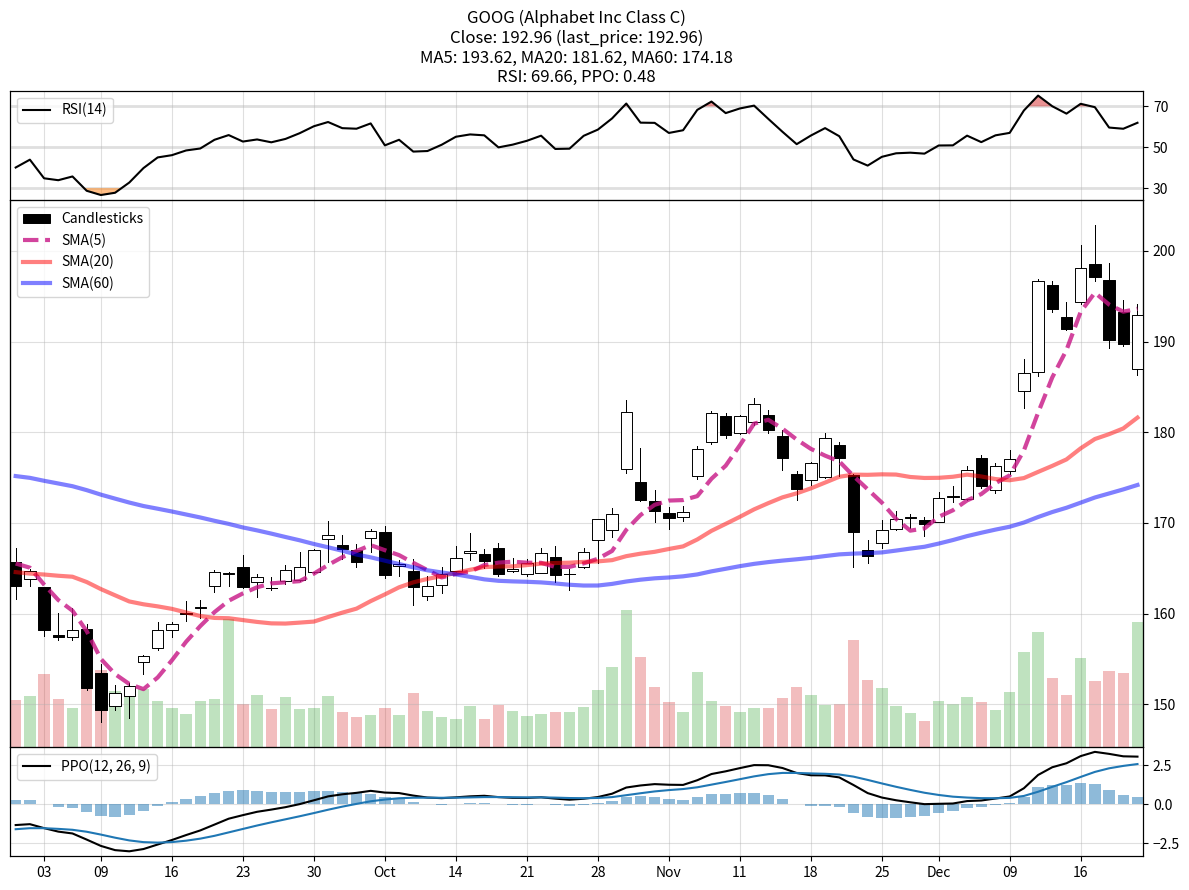 GOOG (Alphabet Inc Class C)
Close: 192.96 (last_price: 192.96)
MA5: 193.62, MA20: 181.62, MA60: 174.18
RSI: 69.66, PPO: 0.48
RSI(14)
70
50
30
Candlesticks
SMA(5)
SMA(20)
SMA(60)
200
190
180
170
160
150
PPO(12, 26, 9)
2.5
0.0
−2.5
03 09 16 23 30 Oct 14 21 28 Nov 11 18 25 Dec 09 16